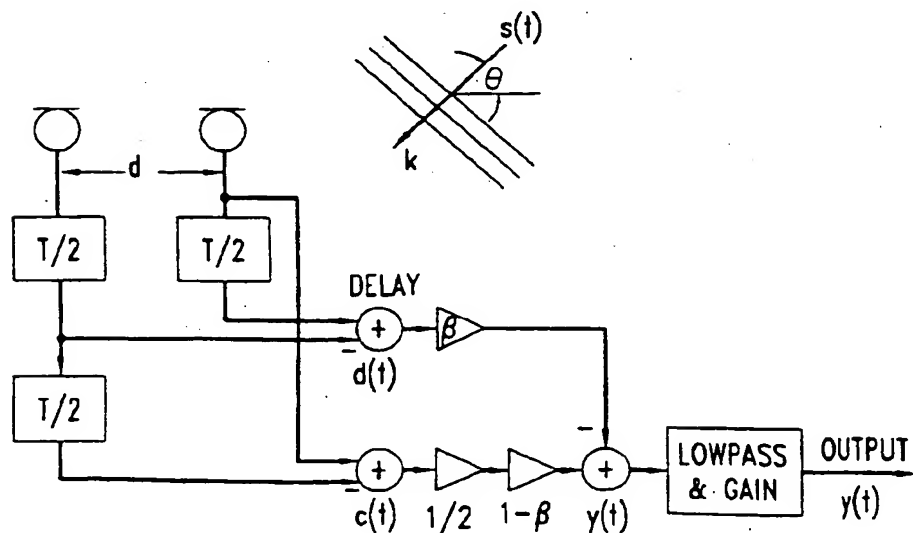 s(t)
θ
k
d
T/2
T/2
DELAY
+
β
-
d(t)
T/2
-
+
-
c(t)
1/2
1-β
+
y(t)
LOWPASS
& GAIN
OUTPUT
y(t)